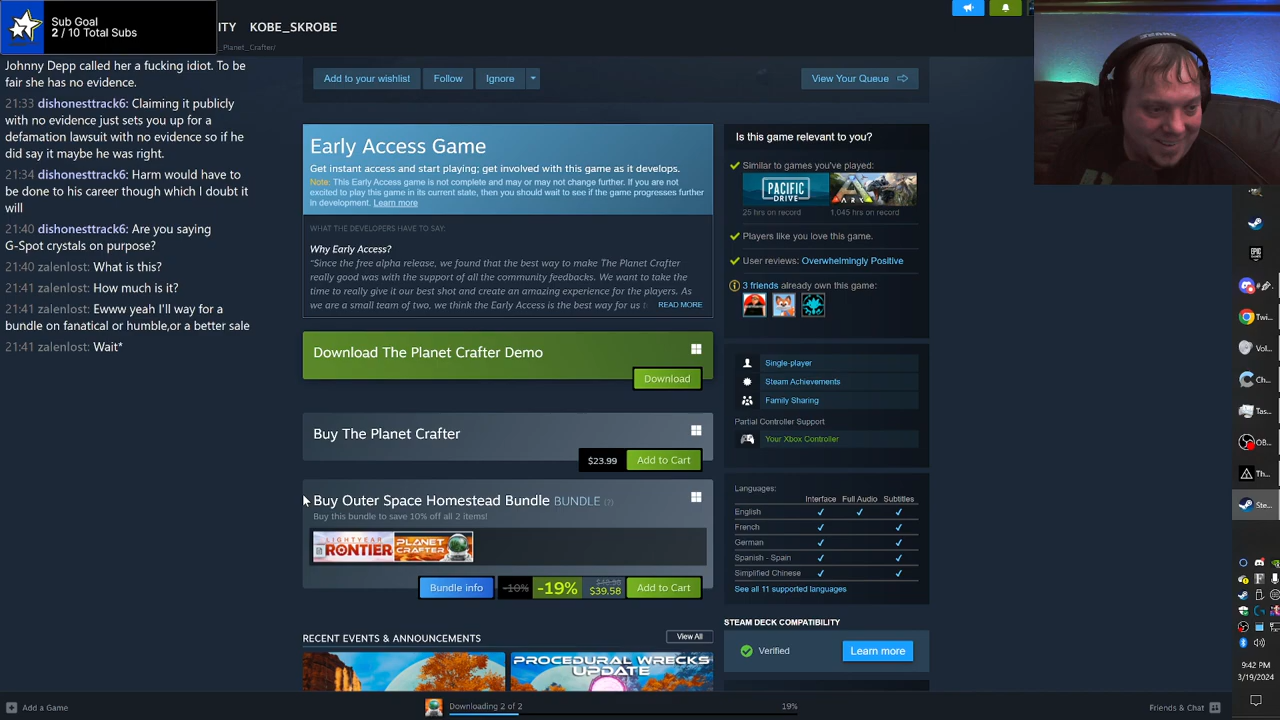 Sub Goal
2 / 10 Total Subs
ITY KOBE_SKROBE
_Planet_Crafter/
Johnny Depp called her a fucking idiot. To be
fair she has no evidence.
21:33 dishonesttrack6: Claiming it publicly
with no evidence just sets you up for a
defamation lawsuit with no evidence so if he
did say it maybe he was right.
21:34 dishonesttrack6: Harm would have to
be done to his career though which I doubt it
will
21:40 dishonesttrack6: Are you saying
G-Spot crystals on purpose?
21:40 zalenlost: What is this?
21:41 zalenlost: How much is it?
21:41 zalenlost: Ewww yeah I'll way for a
bundle on fanatical or humble,or a better sale
21:41 zalenlost: Wait*
Add to your wishlist
Follow
Ignore
View Your Queue
Early Access Game
Get instant access and start playing; get involved with this game as it develops.
Note: This Early Access game is not complete and may or may not change further. If you are
not excited to play this game in its current state, then you should wait to see if the game progresses further
in development. Learn more
WHAT THE DEVELOPERS HAVE TO SAY:
Why Early Access?
"Since the free alpha release, we found that the best way to make The Planet Crafter
really good was with the support of all the community feedbacks. We want to take the
time to really give it our best shot and create an amazing experience for the players. As
we are a small team of two, we think the Early Access is the best way for us t
READ MORE
Download The Planet Crafter Demo
Download
Buy The Planet Crafter
$23.99
Add to Cart
Buy Outer Space Homestead Bundle BUNDLE (?)
Buy this bundle to save 10% off all 2 items!
LIGHTYEAR FRONTIER
PLANET CRAFTER
Bundle info
-10%
-19%
$39.58
Add to Cart
RECENT EVENTS & ANNOUNCEMENTS
View All
PROCEDURAL WRECKS
UPDATE
Is this game relevant to you?
Similar to games you've played:
PACIFIC DRIVE
ARK
25 hrs on record
1,045 hrs on record
Players like you love this game.
User reviews: Overwhelmingly Positive
3 friends already own this game:
Single-player
Steam Achievements
Family Sharing
Partial Controller Support
Your Xbox Controller
Languages:
Interface Full Audio Subtitles
English
French
German
Spanish - Spain
Simplified Chinese
See all 11 supported languages
STEAM DECK COMPATIBILITY
Verified
Learn more
EPIC GAMES
Twi...
Vol...
Ch...
Tas...
OB...
Th...
Ste...
9:42 PM
3/19/2024
Add a Game
Downloading 2 of 2
19%
Friends & Chat